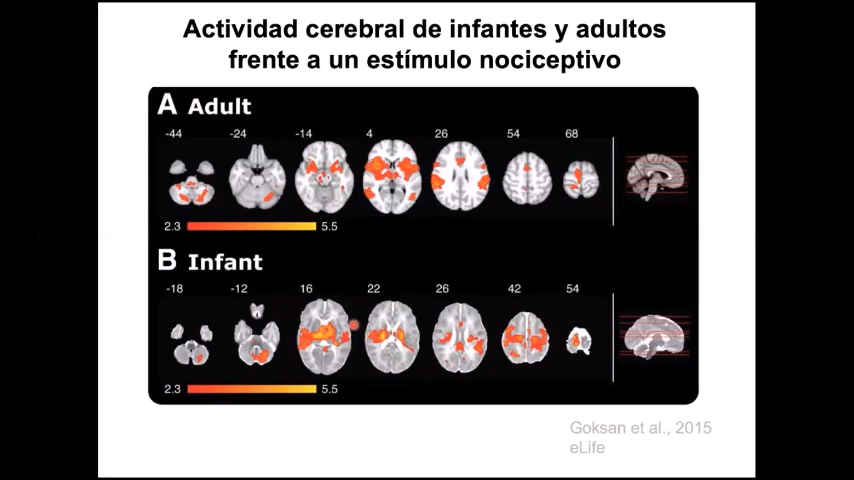 Actividad cerebral de infantes y adultos
frente a un estímulo nociceptivo
A Adult
-44 -24 -14 4 26 54 68
2.3 5.5
B Infant
-18 -12 16 22 26 42 54
2.3 5.5
Goksan et al., 2015
eLife